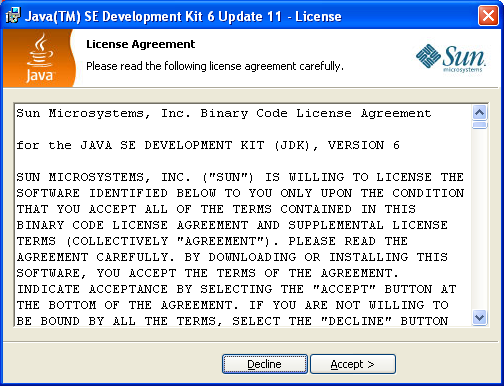 Java(TM) SE Development Kit 6 Update 11 - License
License Agreement
Please read the following license agreement carefully.
Java
Sun
microsystems
Sun Microsystems, Inc. Binary Code License Agreement
for the JAVA SE DEVELOPMENT KIT (JDK), VERSION 6
SUN MICROSYSTEMS, INC. ("SUN") IS WILLING TO LICENSE THE
SOFTWARE IDENTIFIED BELOW TO YOU ONLY UPON THE CONDITION
THAT YOU ACCEPT ALL OF THE TERMS CONTAINED IN THIS
BINARY CODE LICENSE AGREEMENT AND SUPPLEMENTAL LICENSE
TERMS (COLLECTIVELY "AGREEMENT"). PLEASE READ THE
AGREEMENT CAREFULLY. BY DOWNLOADING OR INSTALLING THIS
SOFTWARE, YOU ACCEPT THE TERMS OF THE AGREEMENT.
INDICATE ACCEPTANCE BY SELECTING THE "ACCEPT" BUTTON AT
THE BOTTOM OF THE AGREEMENT. IF YOU ARE NOT WILLING TO
BE BOUND BY ALL THE TERMS, SELECT THE "DECLINE" BUTTON
Decline
Accept >